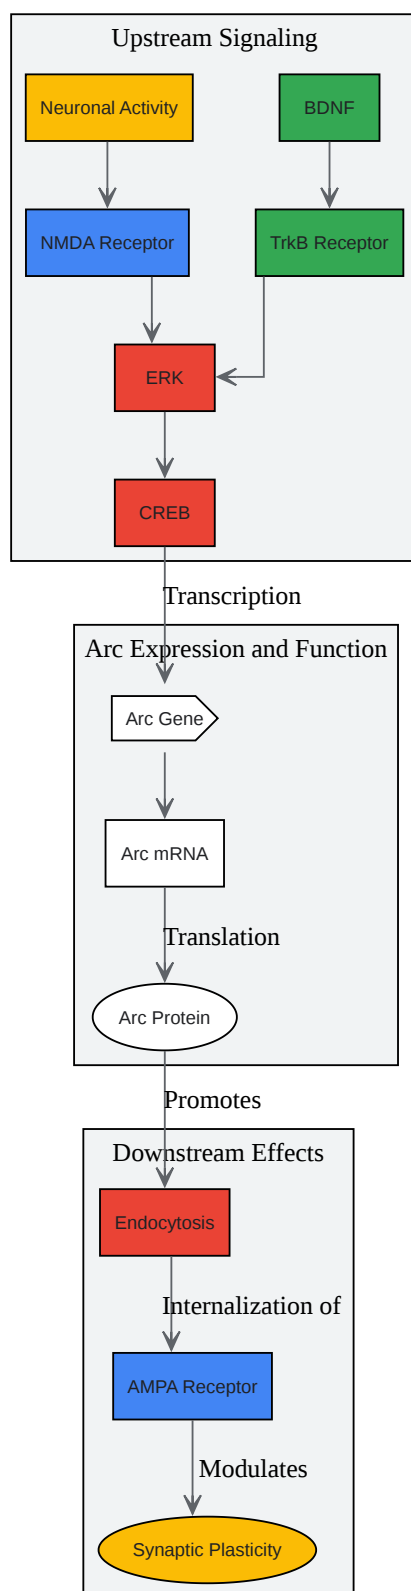 Upstream Signaling
Neuronal Activity
BDNF
NMDA Receptor
TrkB Receptor
ERK
CREB
Transcription
Arc Expression and Function
Arc Gene
Arc mRNA
Translation
Arc Protein
Promotes
Downstream Effects
Endocytosis
Internalization of
AMPA Receptor
Modulates
Synaptic Plasticity